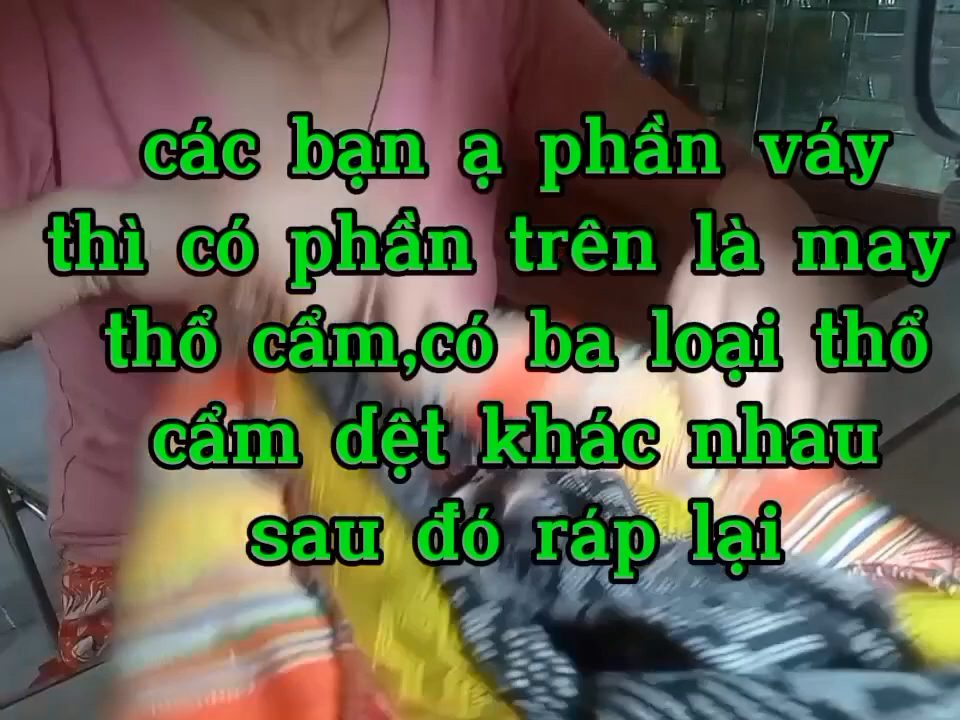 các bạn ạ phần váy
thì có phần trên là may
thổ cẩm,có ba loại thổ
cẩm dệt khác nhau
sau đó ráp lại